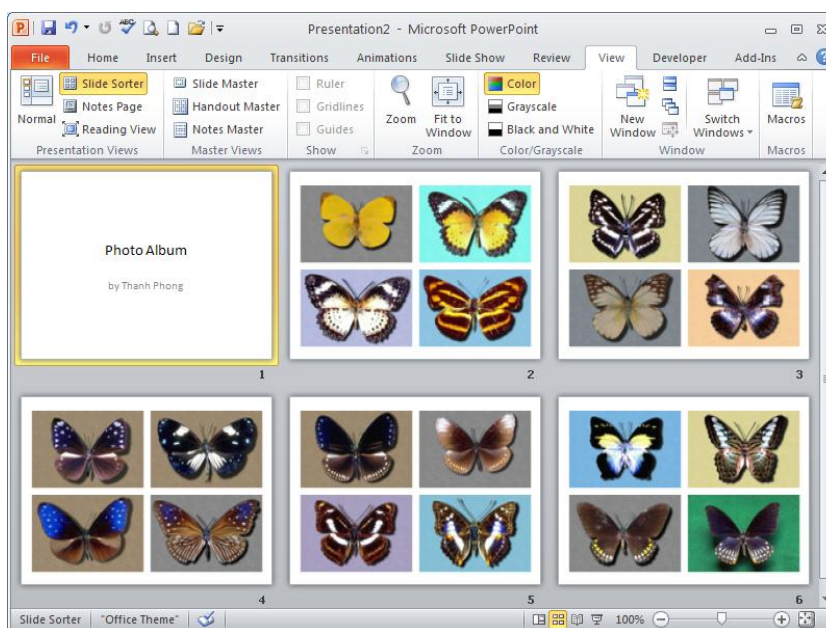 Presentation2 - Microsoft PowerPoint
File Home Insert Design Transitions Animations Slide Show Review View Developer Add-Ins
Normal
Slide Sorter
Notes Page
Reading View
Presentation Views
Slide Master
Handout Master
Notes Master
Master Views
Ruler
Gridlines
Guides
Show
Zoom
Fit to
Window
Zoom
Color
Grayscale
Black and White
Color/Grayscale
New
Window
Switch
Windows
Window
Macros
Macros
Photo Album
by Thanh Phong
1
2
3
4
5
6
Slide Sorter "Office Theme" 100%